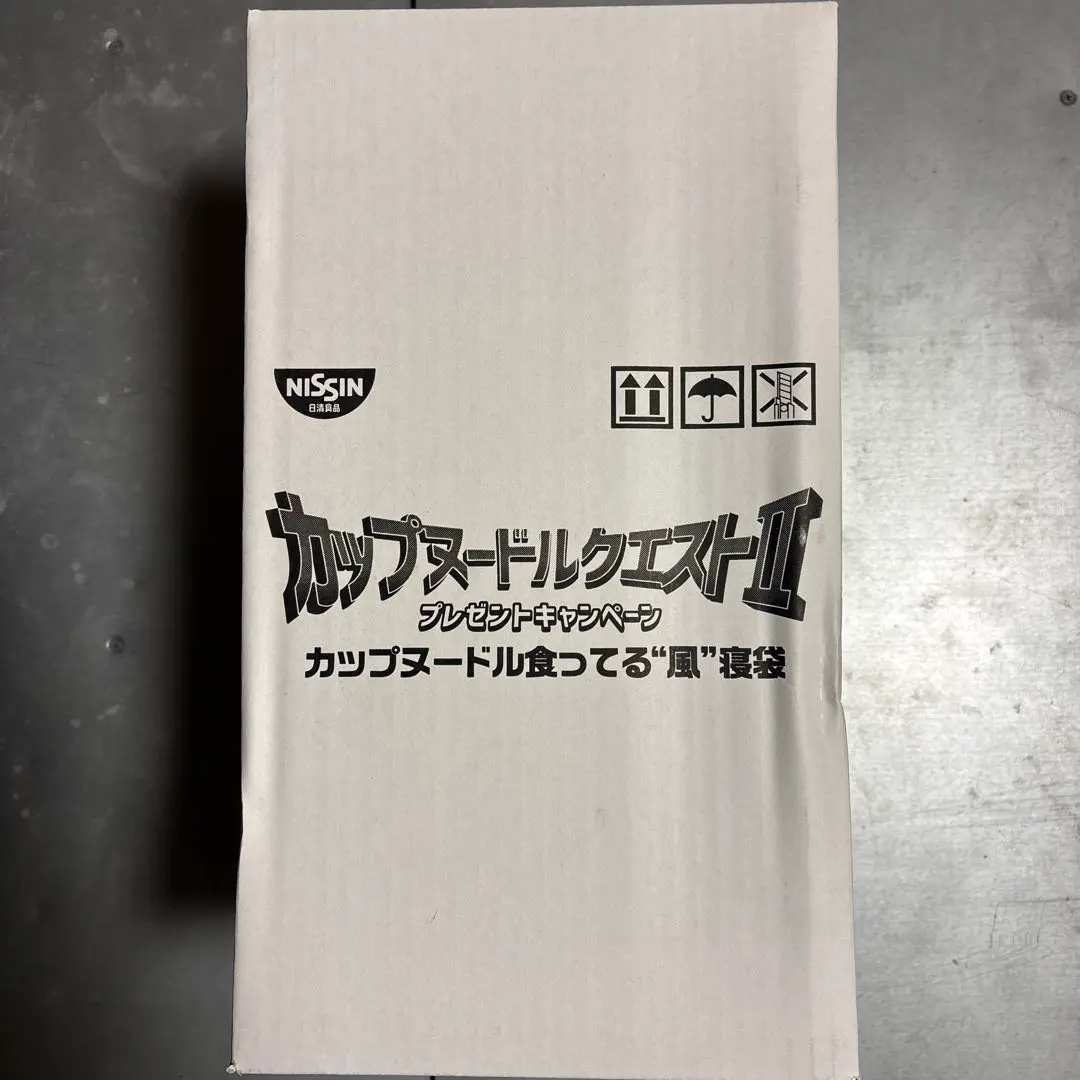 NISSIN
日清食品
カップヌードルクエストII
プレゼントキャンペーン
カップヌードル食ってる“風”寝袋